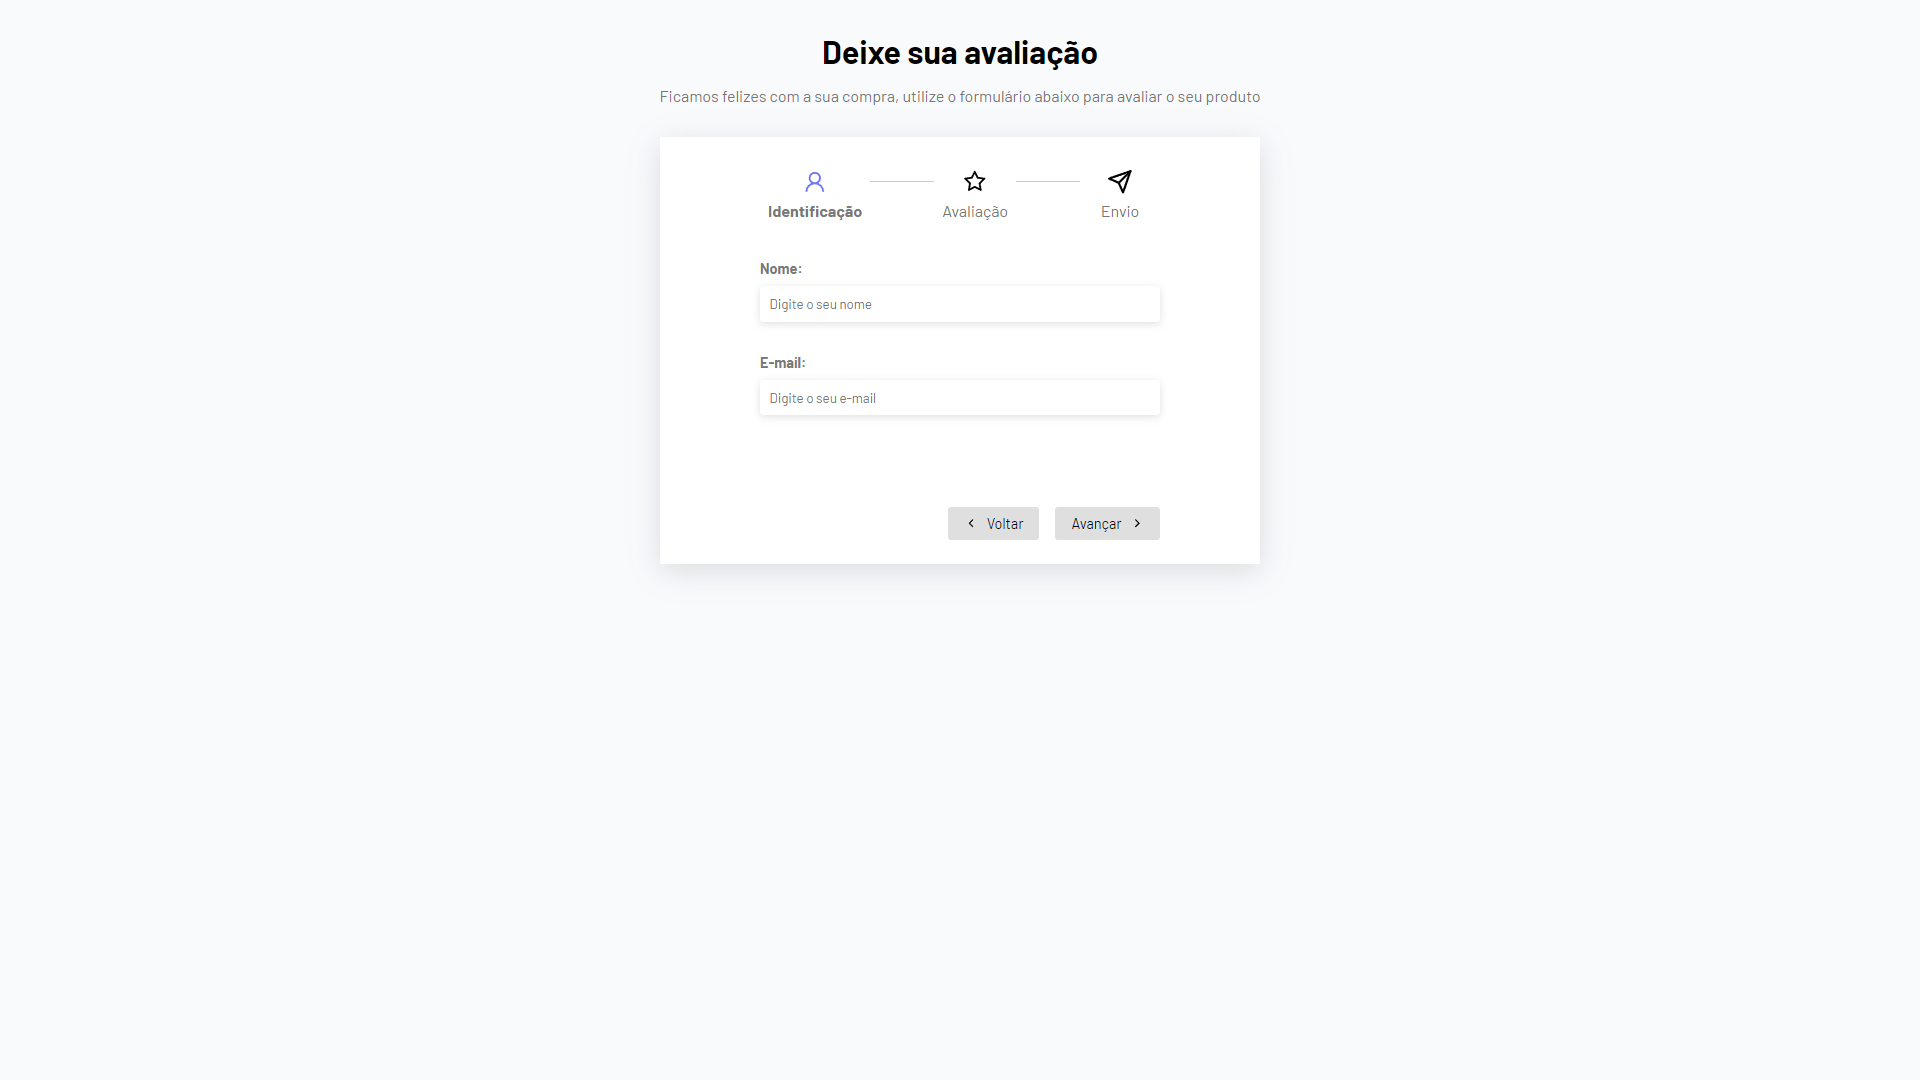 Deixe sua avaliação
Ficamos felizes com a sua compra, utilize o formulário abaixo para avaliar o seu produto
Identificação
Avaliação
Envio
Nome:
Digite o seu nome
E-mail:
Digite o seu e-mail
Voltar
Avançar